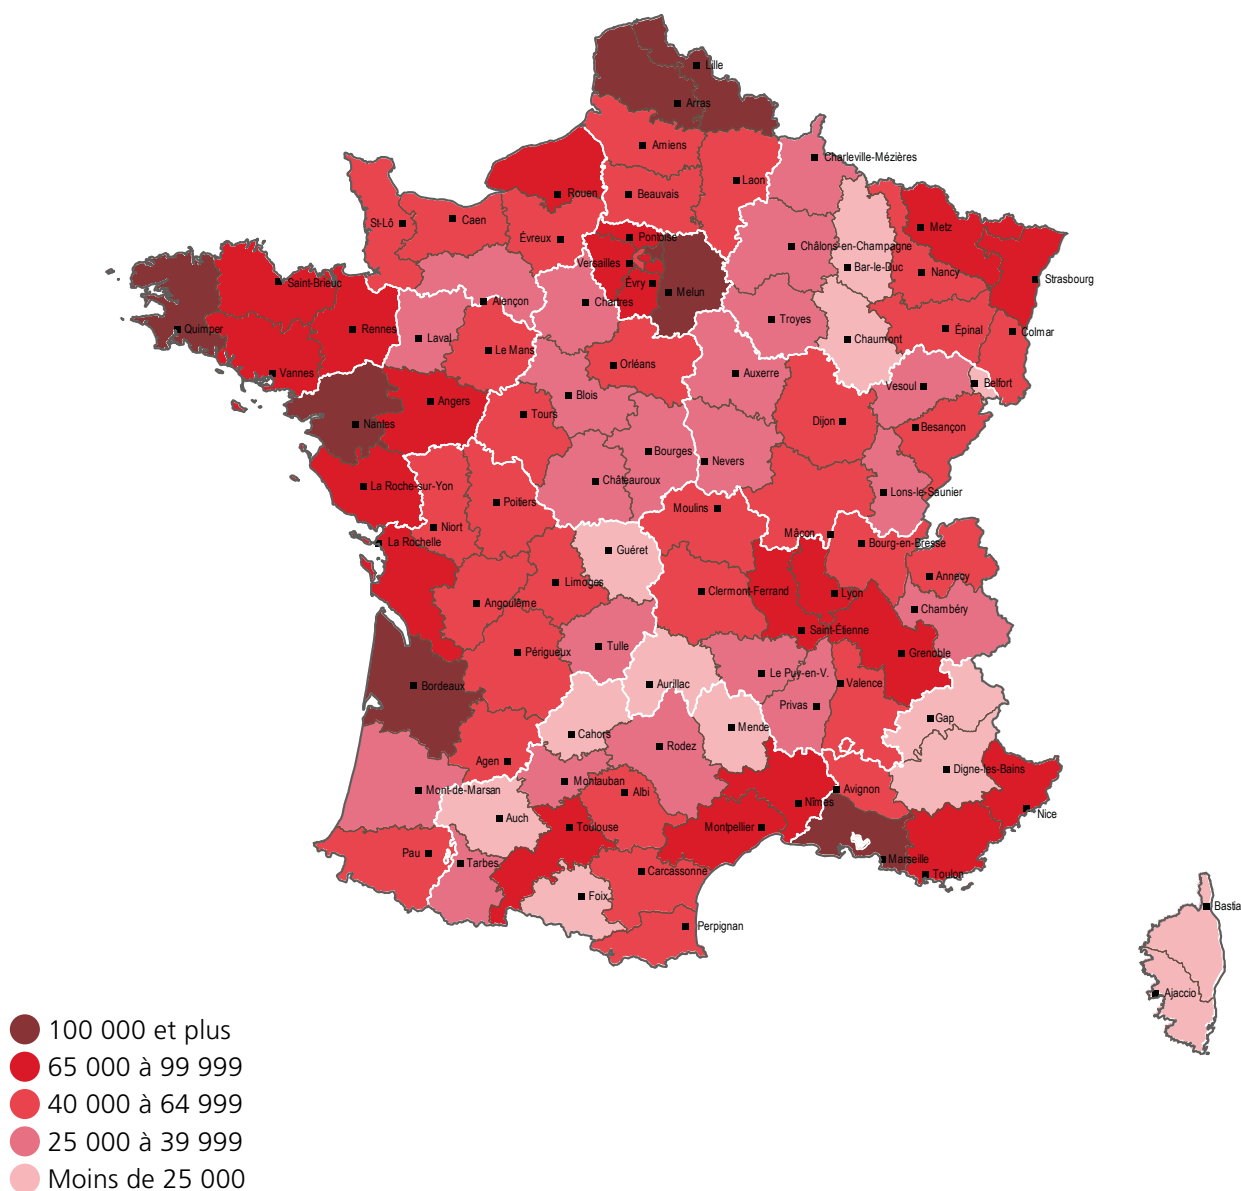 Lille
Arras
Amiens
Charleville-Mézières
Laon
Rouen
Beauvais
St-Lô
Caen
Metz
Évreux
Pontoise
Châlons-en-Champagne
Versailles
Bar-le-Duc
Nancy
Strasbourg
Saint-Brieuc
Évry
Melun
Alençon
Chartres
Troyes
Quimper
Rennes
Épinal
Colmar
Laval
Chaumont
Le Mans
Orléans
Vannes
Auxerre
Vesoul
Belfort
Blois
Angers
Tours
Nantes
Dijon
Besançon
Bourges
Nevers
Châteauroux
La Roche-sur-Yon
Lons-le-Saunier
Poitiers
Moulins
Niort
Mâcon
La Rochelle
Bourg-en-Bresse
Guéret
Annecy
Limoges
Clermont-Ferrand
Lyon
Angoulême
Chambéry
Saint-Étienne
Tulle
Périgueux
Grenoble
Le Puy-en-V.
Bordeaux
Aurillac
Valence
Privas
Gap
Mende
Cahors
Rodez
Agen
Digne-les-Bains
Montauban
Mont-de-Marsan
Albi
Avignon
Nîmes
Nice
Auch
Toulouse
Montpellier
Pau
Tarbes
Marseille
Carcassonne
Toulon
Foix
Bastia
Perpignan
Ajaccio
100 000 et plus
65 000 à 99 999
40 000 à 64 999
25 000 à 39 999
Moins de 25 000